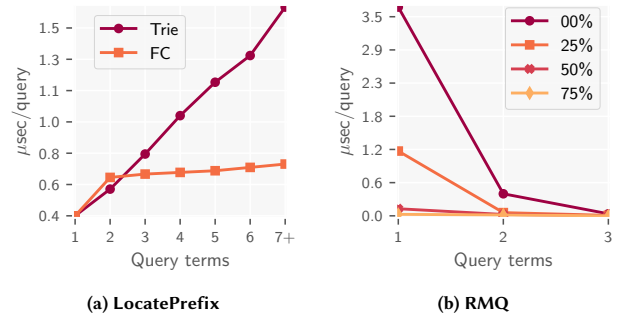 Trie
FC
μsec/query
1.5
1.3
1.1
1.0
0.8
0.6
0.4
1 2 3 4 5 6 7+
Query terms
(a) LocatePrefix
00%
25%
50%
75%
μsec/query
3.5
2.9
2.3
1.8
1.2
0.6
0.0
1 2 3
Query terms
(b) RMQ